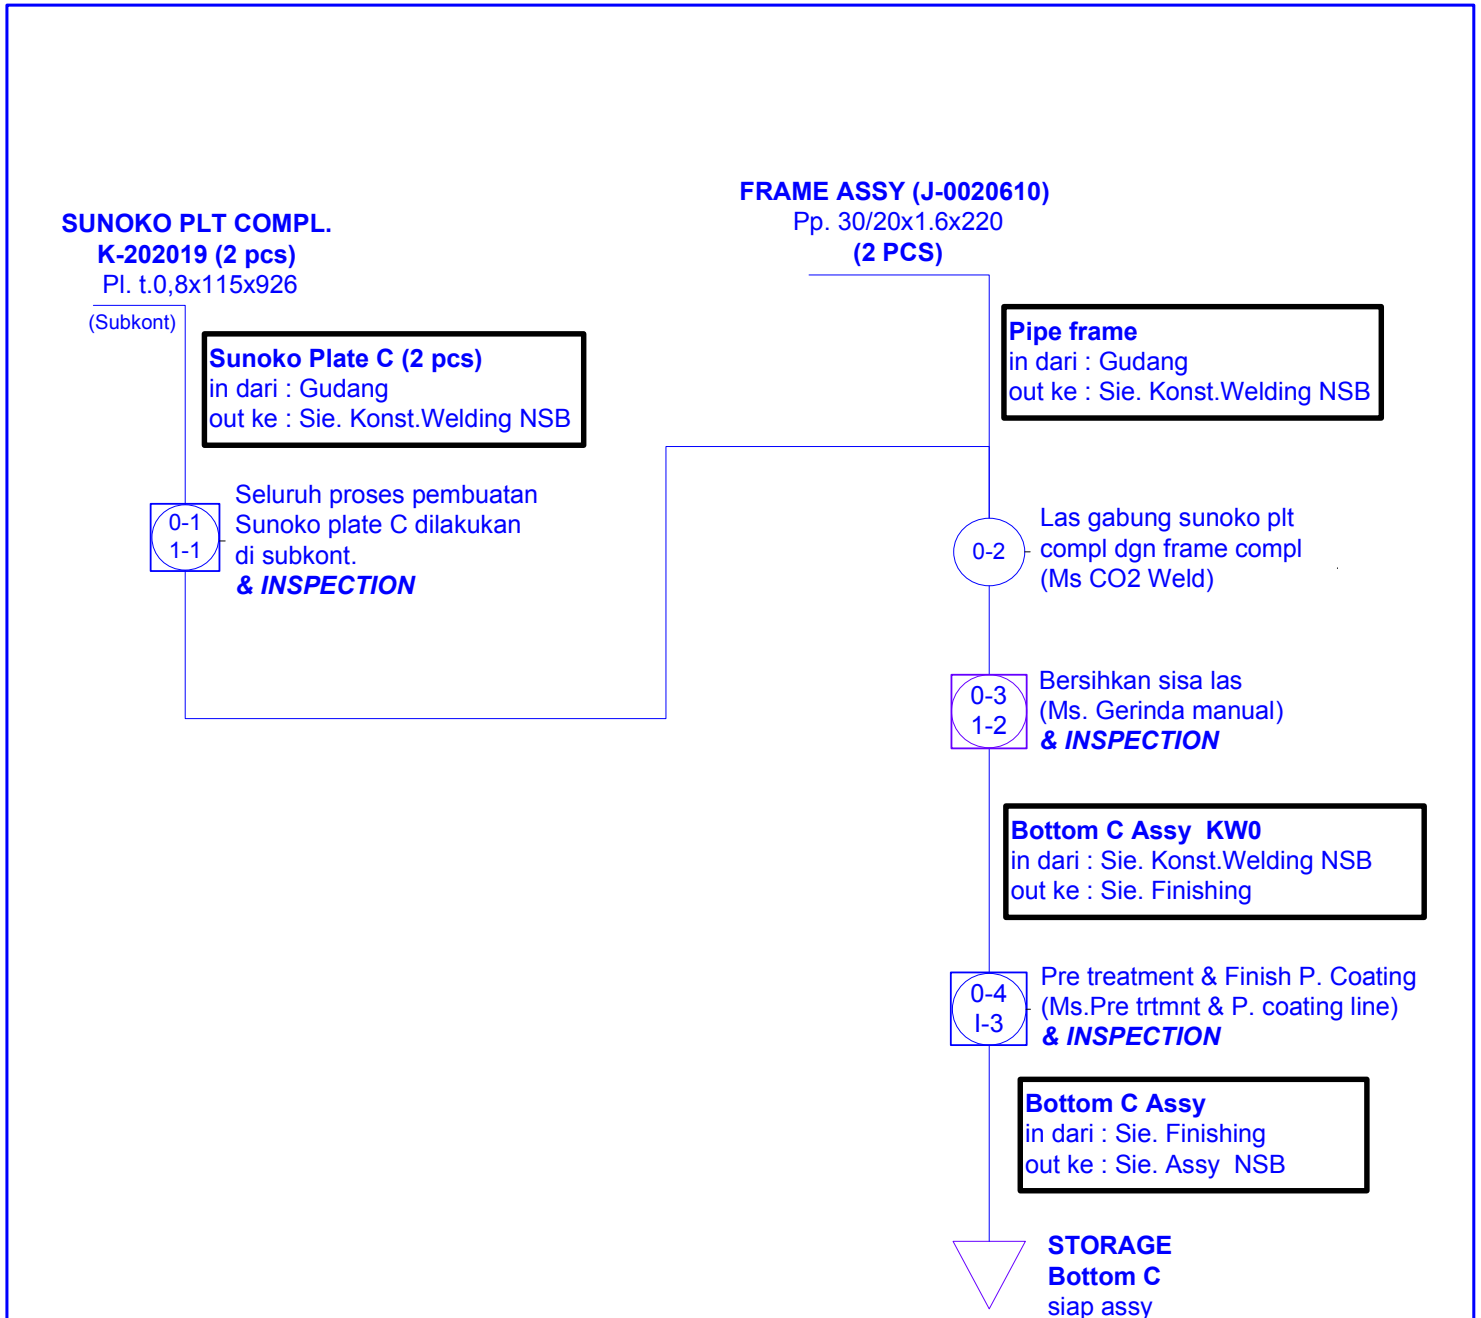 FRAME ASSY (J-0020610)
Pp. 30/20x1.6x220
(2 PCS)
SUNOKO PLT COMPL.
K-202019 (2 pcs)
Pl. t.0,8x115x926
(Subkont)
Sunoko Plate C (2 pcs)
in dari : Gudang
out ke : Sie. Konst.Welding NSB
Pipe frame
in dari : Gudang
out ke : Sie. Konst.Welding NSB
0-1
1-1
Seluruh proses pembuatan
Sunoko plate C dilakukan
di subkont.
& INSPECTION
0-2
Las gabung sunoko plt
compl dgn frame compl
(Ms CO2 Weld)
0-3
1-2
Bersihkan sisa las
(Ms. Gerinda manual)
& INSPECTION
Bottom C Assy  KW0
in dari : Sie. Konst.Welding NSB
out ke : Sie. Finishing
0-4
I-3
Pre treatment & Finish P. Coating
(Ms.Pre trtmnt & P. coating line)
& INSPECTION
Bottom C Assy
in dari : Sie. Finishing
out ke : Sie. Assy  NSB
STORAGE
Bottom C
siap assy